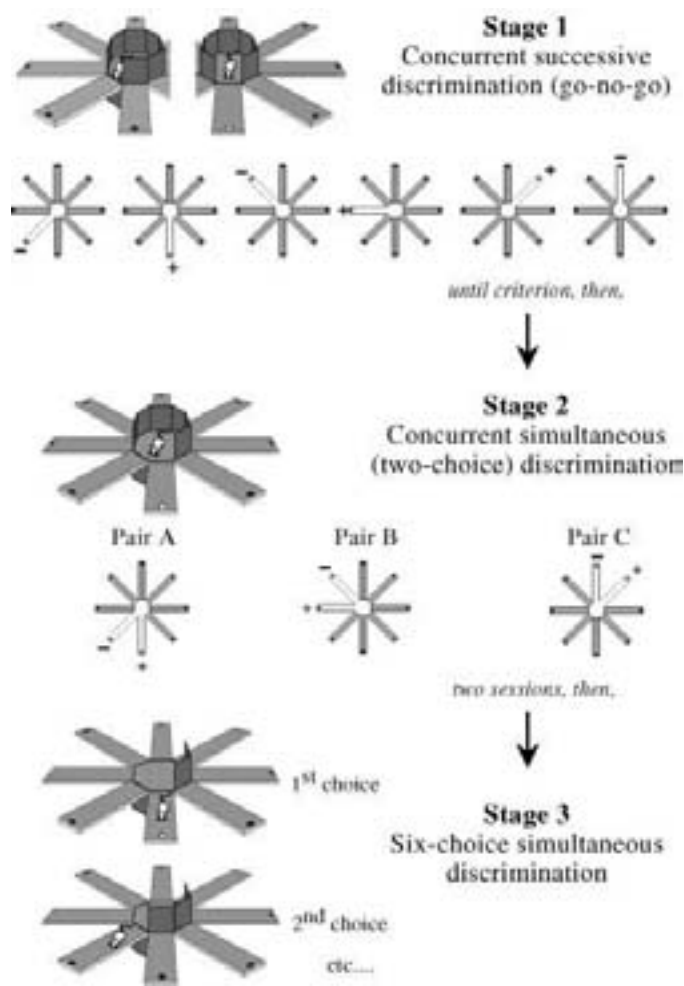 Stage 1
Concurrent successive
discrimination (go-no-go)
− + − + + −
until criterion, then,
Stage 2
Concurrent simultaneous
(two-choice) discrimination
Pair A Pair B Pair C
− + − + − +
two sessions, then,
1st choice
Stage 3
Six-choice simultaneous
discrimination
2nd choice
etc....